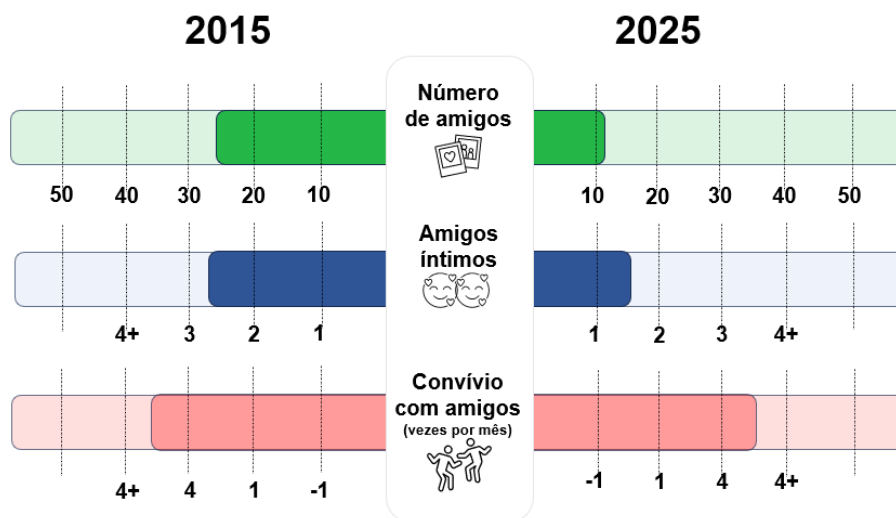 2015 2025
Número
de amigos
50 40 30 20 10 10 20 30 40 50
Amigos
íntimos
4+ 3 2 1 1 2 3 4+
Convívio
com amigos
(vezes por mês)
4+ 4 1 -1 -1 1 4 4+